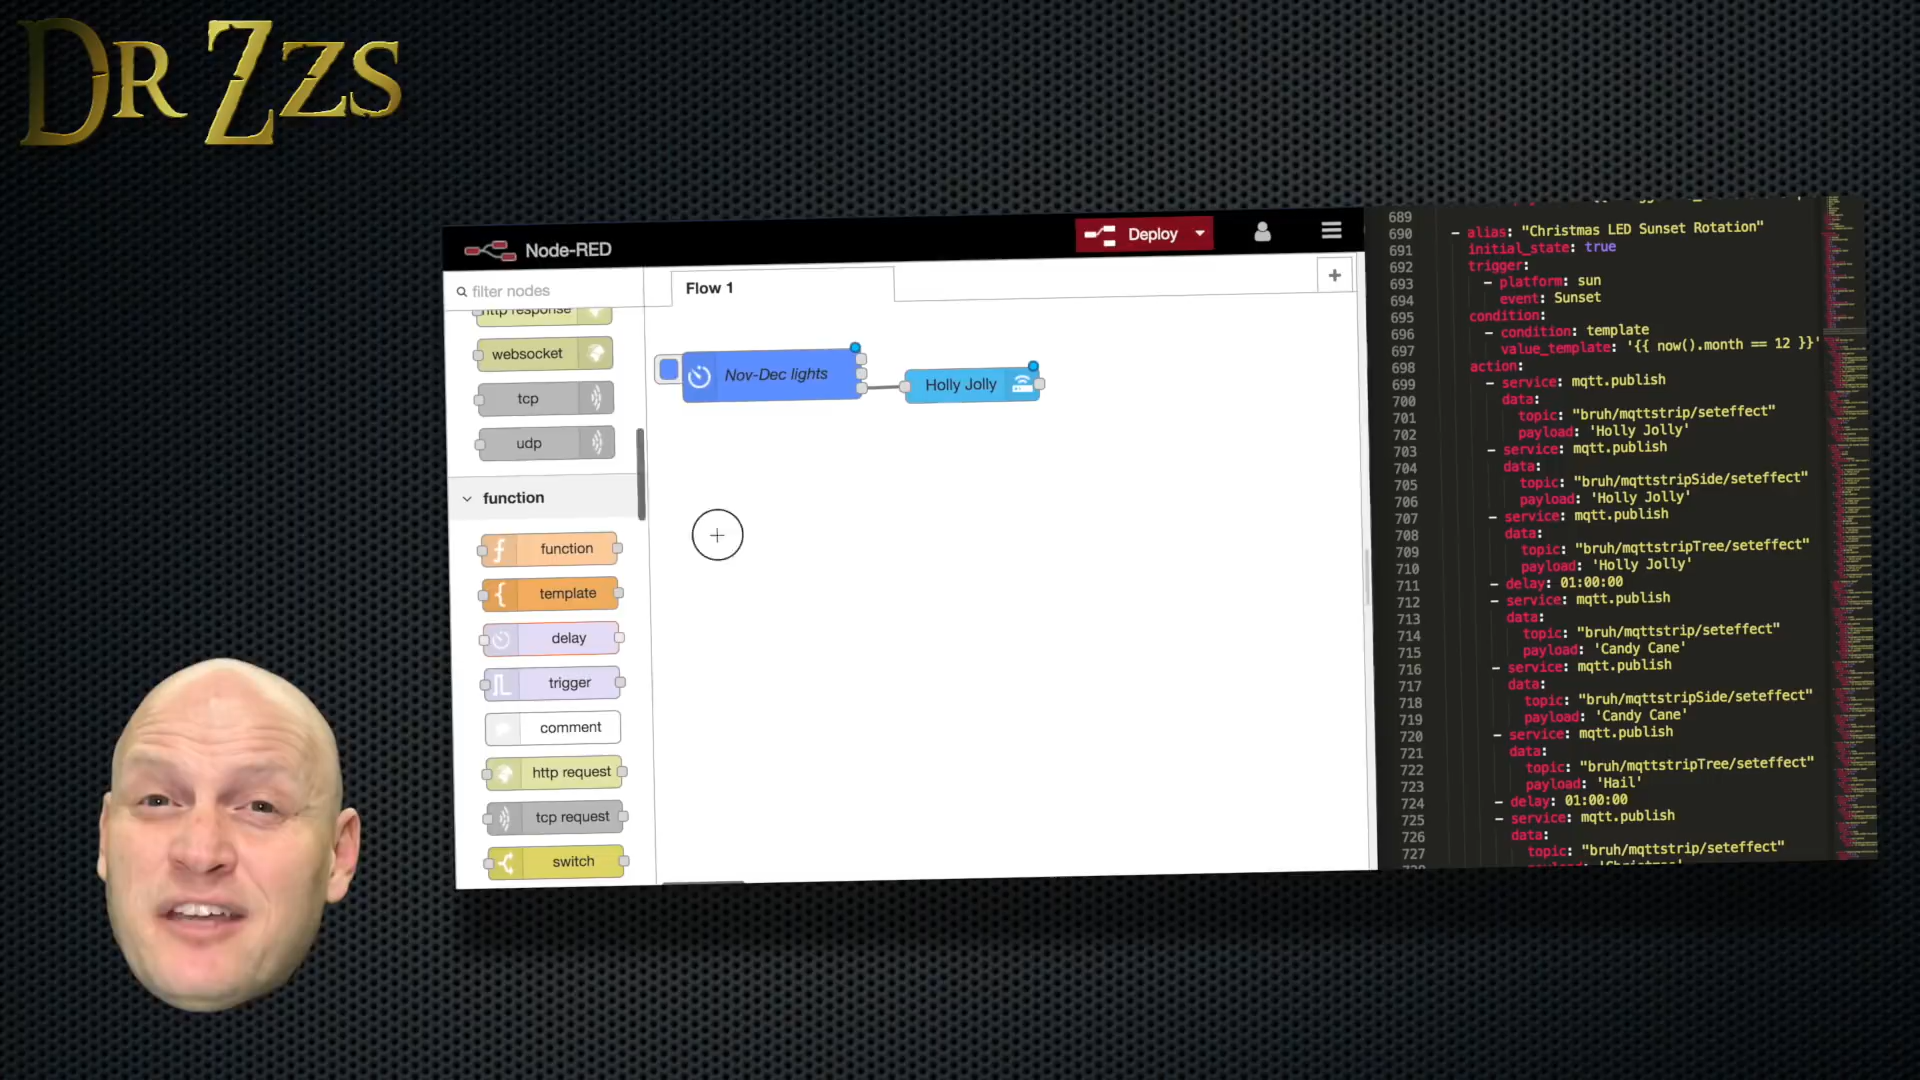 DR ZZS
Node-RED
Deploy
filter nodes
Flow 1
http response
websocket
tcp
udp
function
function
template
delay
trigger
comment
http request
tcp request
switch
Nov-Dec lights
Holly Jolly
689
690 - alias: "Christmas LED Sunset Rotation"
691 initial_state: true
692 trigger:
693 - platform: sun
694 event: Sunset
695 condition:
696 - condition: template
697 value_template: '{{ now().month == 12 }}'
698 action:
699 - service: mqtt.publish
700 data:
701 topic: "bruh/mqttstrip/seteffect"
702 payload: 'Holly Jolly'
703 - service: mqtt.publish
704 data:
705 topic: "bruh/mqttstripSide/seteffect"
706 payload: 'Holly Jolly'
707 - service: mqtt.publish
708 data:
709 topic: "bruh/mqttstripTree/seteffect"
710 payload: 'Holly Jolly'
711 - delay: 01:00:00
712 - service: mqtt.publish
713 data:
714 topic: "bruh/mqttstrip/seteffect"
715 payload: 'Candy Cane'
716 - service: mqtt.publish
717 data:
718 topic: "bruh/mqttstripSide/seteffect"
719 payload: 'Candy Cane'
720 - service: mqtt.publish
721 data:
722 topic: "bruh/mqttstripTree/seteffect"
723 payload: 'Hail'
724 - delay: 01:00:00
725 - service: mqtt.publish
726 data:
727 topic: "bruh/mqttstrip/seteffect"